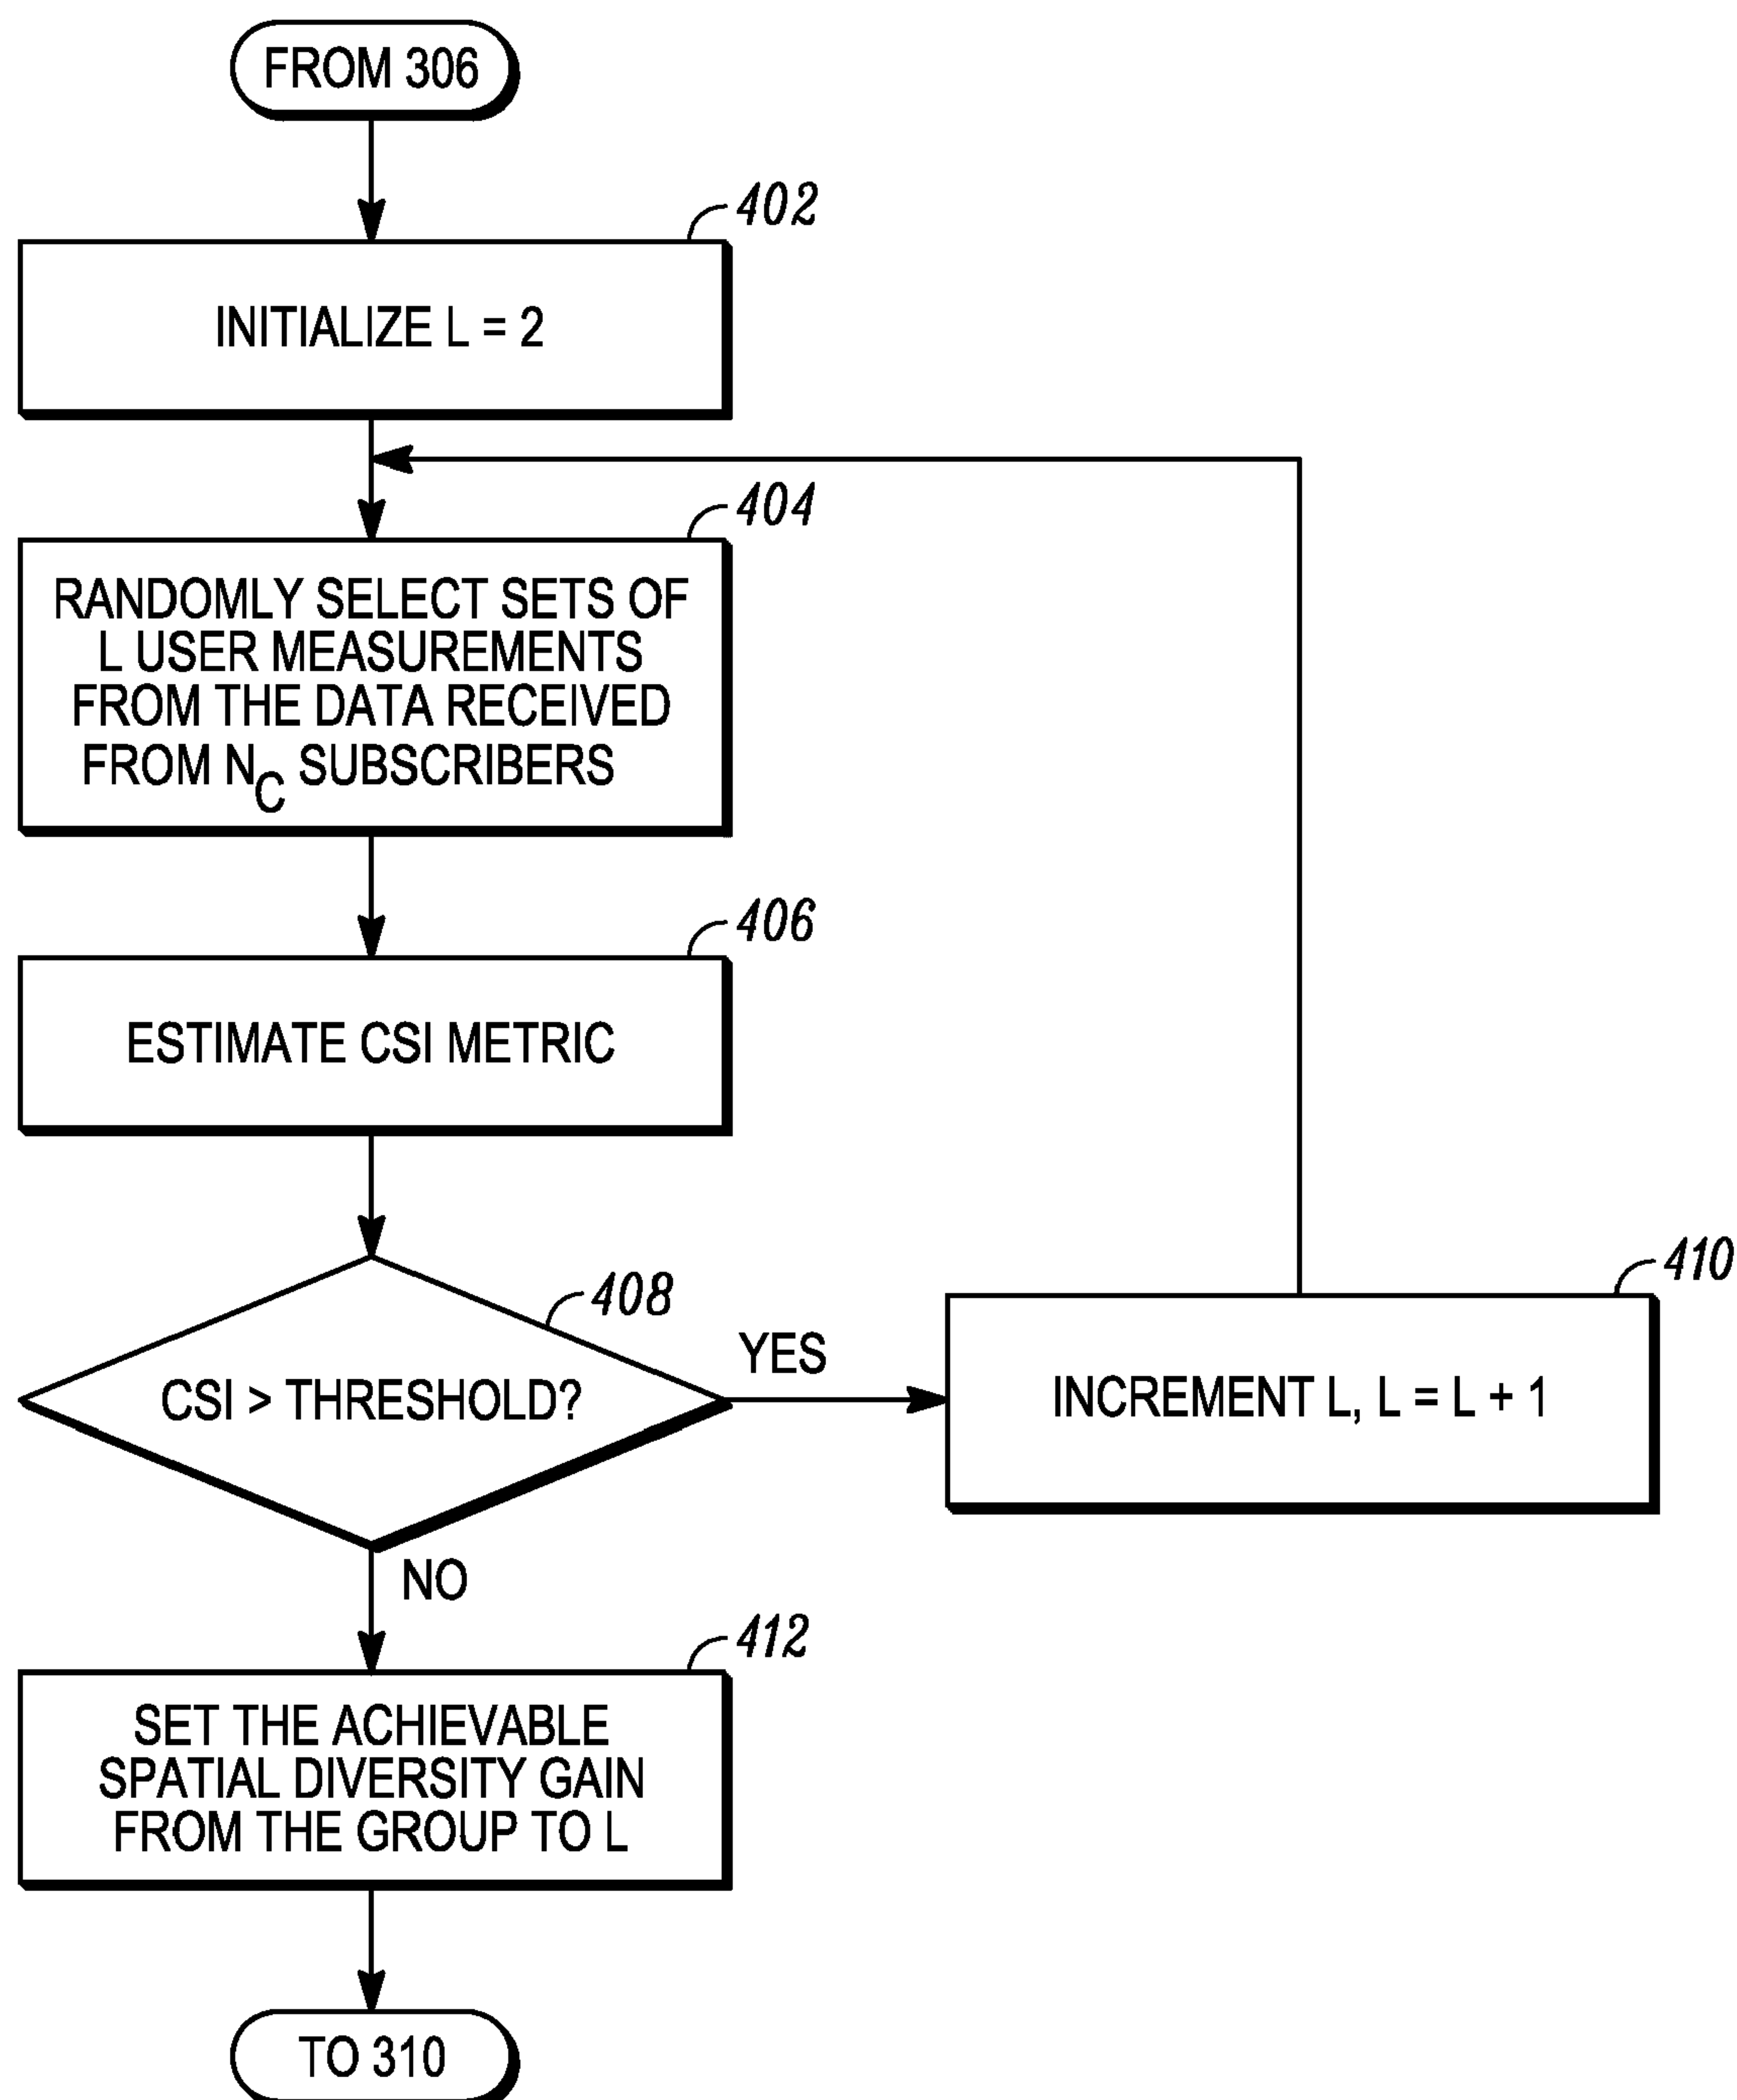 FROM 306
402
INITIALIZE L = 2
404
RANDOMLY SELECT SETS OF
L USER MEASUREMENTS
FROM THE DATA RECEIVED
FROM N_C SUBSCRIBERS
406
ESTIMATE CSI METRIC
408
CSI > THRESHOLD?
YES
410
INCREMENT L, L = L + 1
NO
412
SET THE ACHIEVABLE
SPATIAL DIVERSITY GAIN
FROM THE GROUP TO L
TO 310